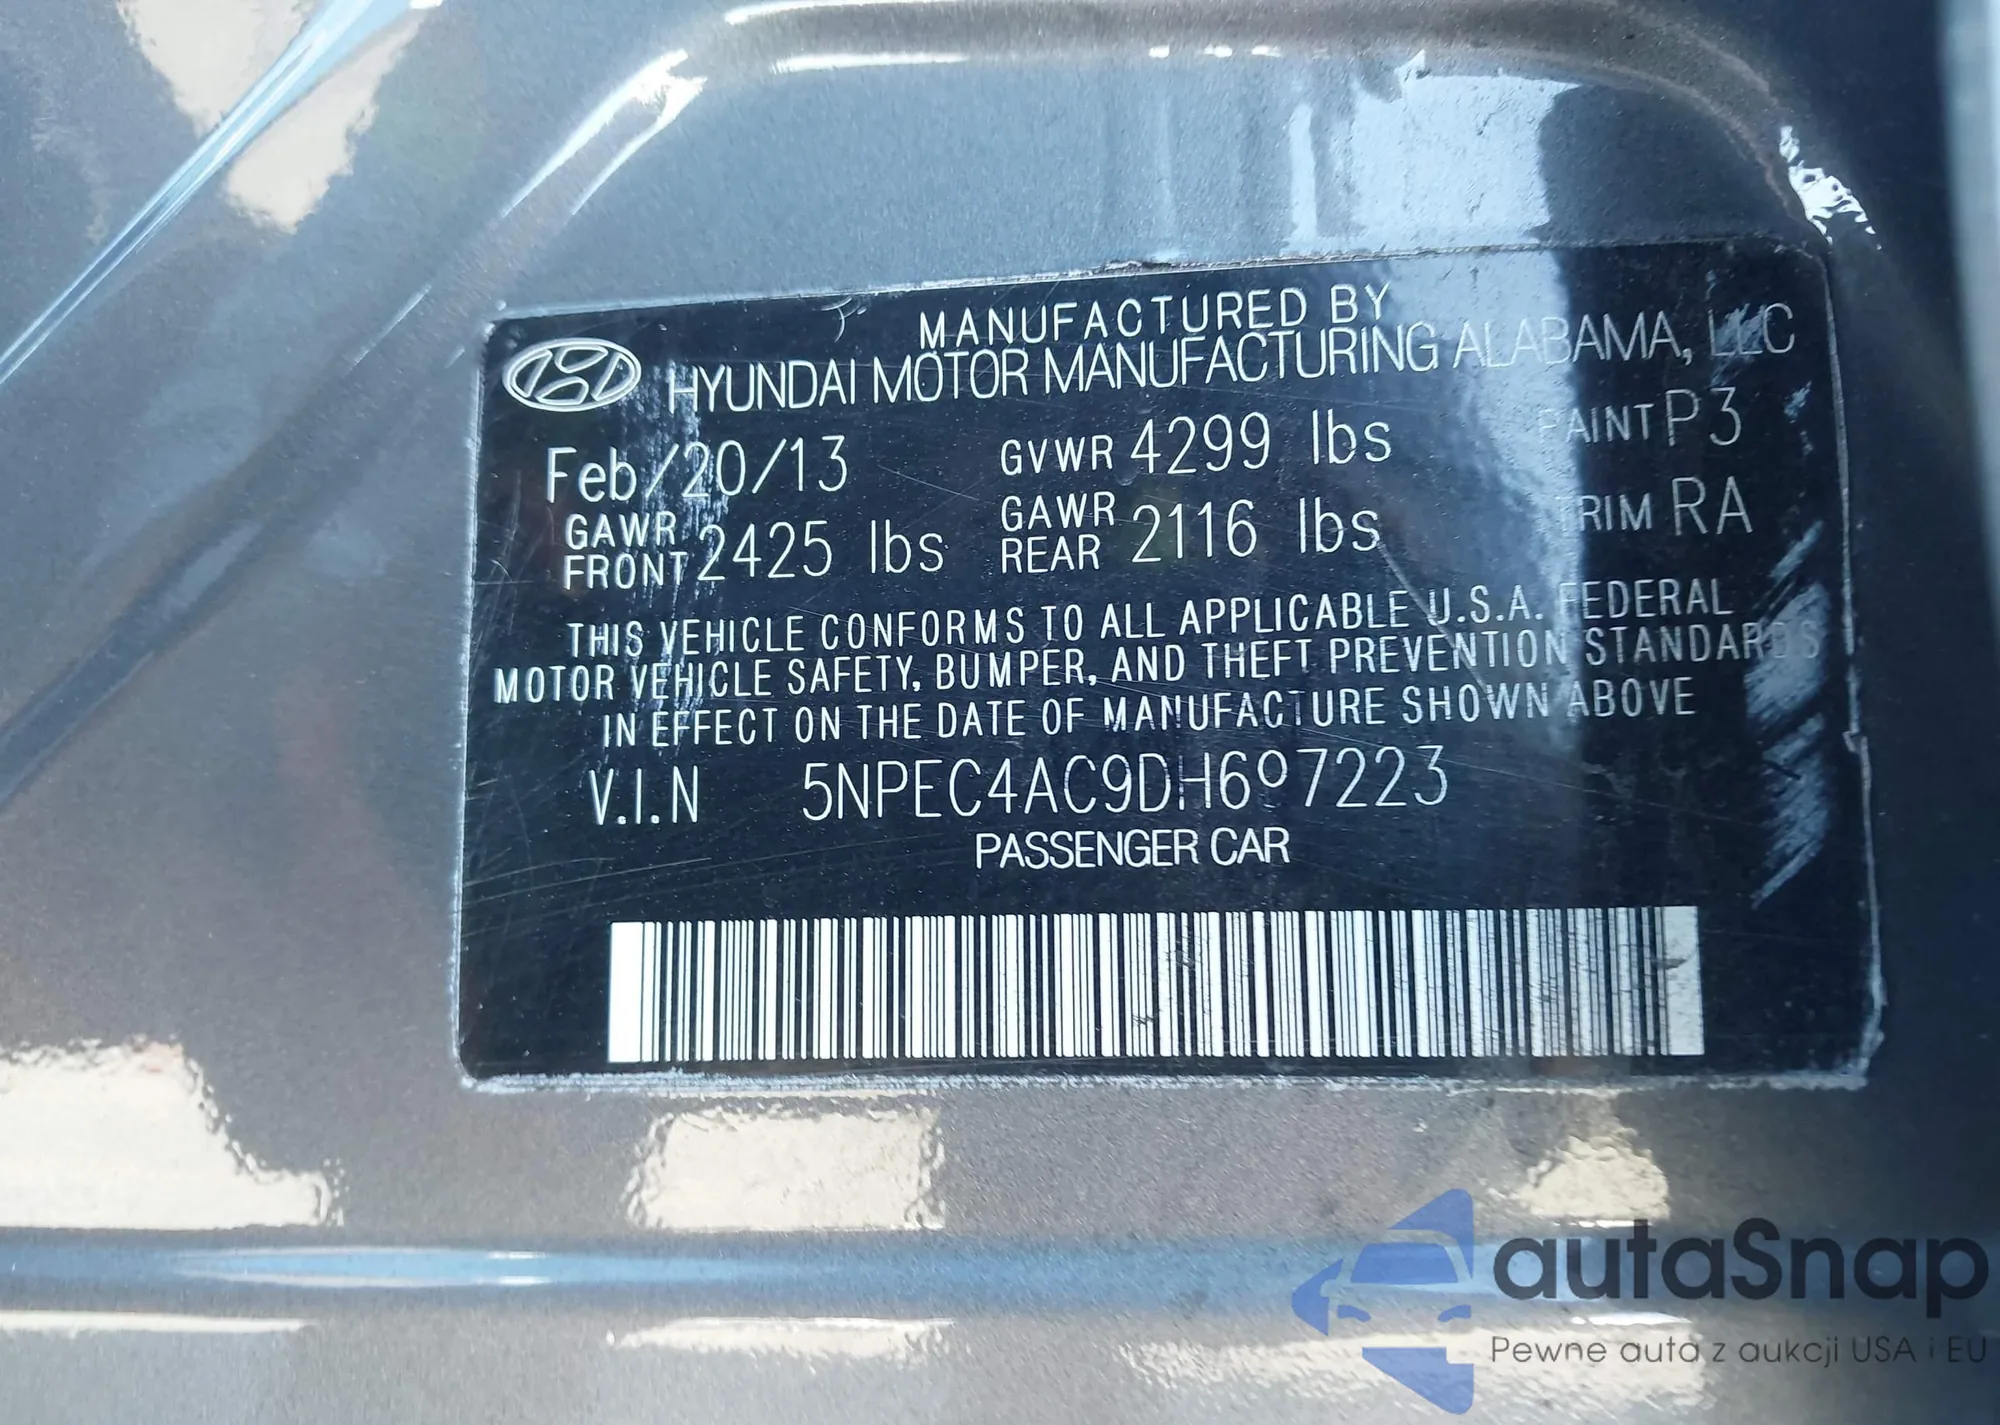 MANUFACTURED BY
HYUNDAI MOTOR MANUFACTURING ALABAMA, LLC
Feb/20/13 GVWR 4299 lbs PAINT P3
GAWR FRONT 2425 lbs GAWR REAR 2116 lbs TRIM RA
THIS VEHICLE CONFORMS TO ALL APPLICABLE U.S.A. FEDERAL
MOTOR VEHICLE SAFETY, BUMPER, AND THEFT PREVENTION STANDARDS
IN EFFECT ON THE DATE OF MANUFACTURE SHOWN ABOVE
V.I.N 5NPEC4AC9DH607223
PASSENGER CAR
autaSnap
Pewne auta z aukcji USA i EU